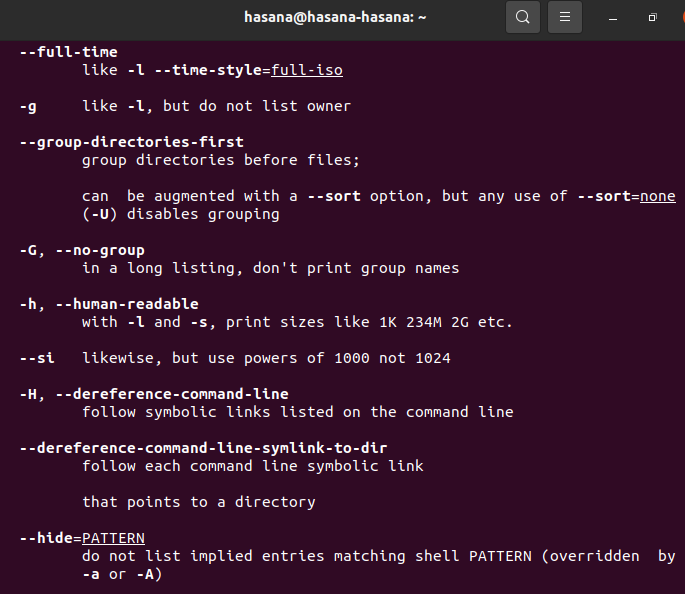 hasana@hasana-hasana: ~
--full-time
like -l --time-style=full-iso
-g     like -l, but do not list owner
--group-directories-first
group directories before files;
can  be augmented with a --sort option, but any use of --sort=none
(-U) disables grouping
-G, --no-group
in a long listing, don't print group names
-h, --human-readable
with -l and -s, print sizes like 1K 234M 2G etc.
--si   likewise, but use powers of 1000 not 1024
-H, --dereference-command-line
follow symbolic links listed on the command line
--dereference-command-line-symlink-to-dir
follow each command line symbolic link
that points to a directory
--hide=PATTERN
do not list implied entries matching shell PATTERN (overridden  by
-a or -A)